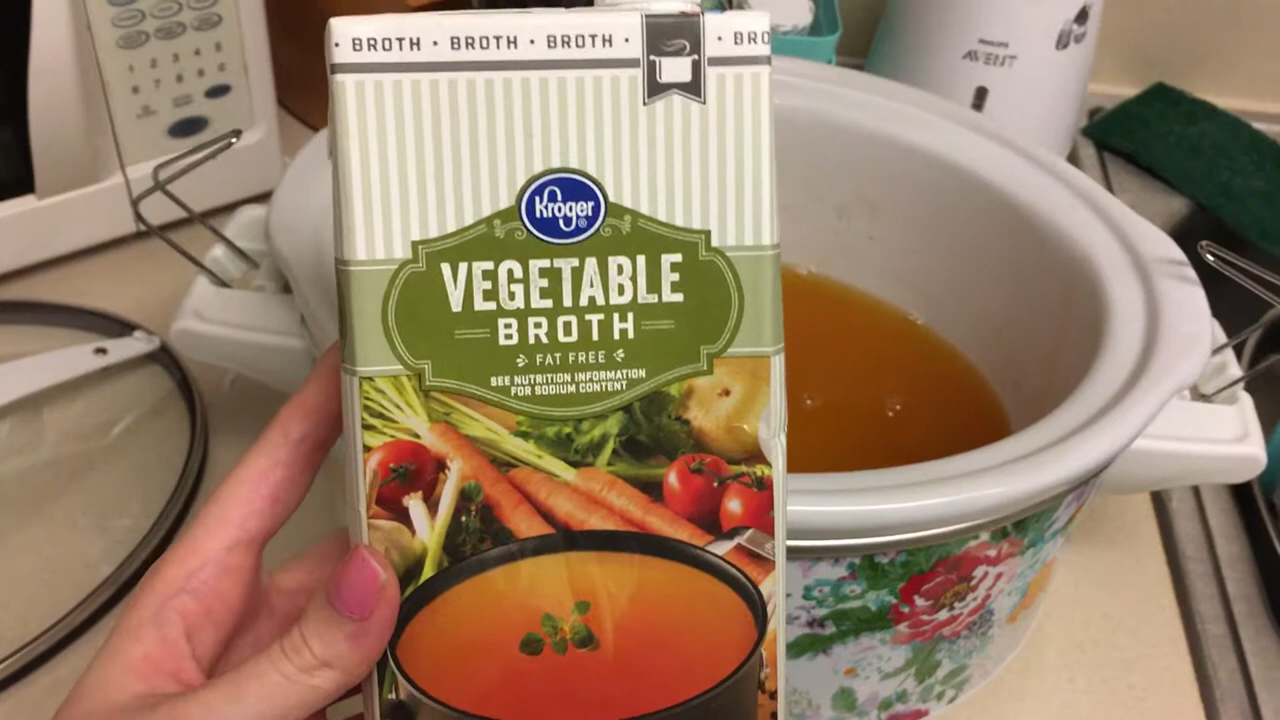 · BROTH · BROTH · BROTH · · BRO
Kroger®
VEGETABLE
BROTH
FAT FREE
SEE NUTRITION INFORMATION
FOR SODIUM CONTENT
PHILIPS
AVENT